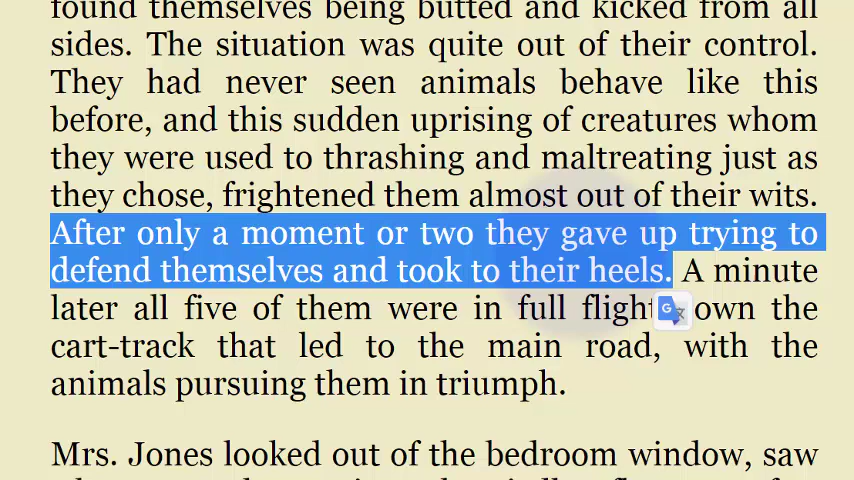 found themselves being butted and kicked from all
sides. The situation was quite out of their control.
They had never seen animals behave like this
before, and this sudden uprising of creatures whom
they were used to thrashing and maltreating just as
they chose, frightened them almost out of their wits.
After only a moment or two they gave up trying to
defend themselves and took to their heels. A minute
later all five of them were in full flight own the
cart-track that led to the main road, with the
animals pursuing them in triumph.
Mrs. Jones looked out of the bedroom window, saw